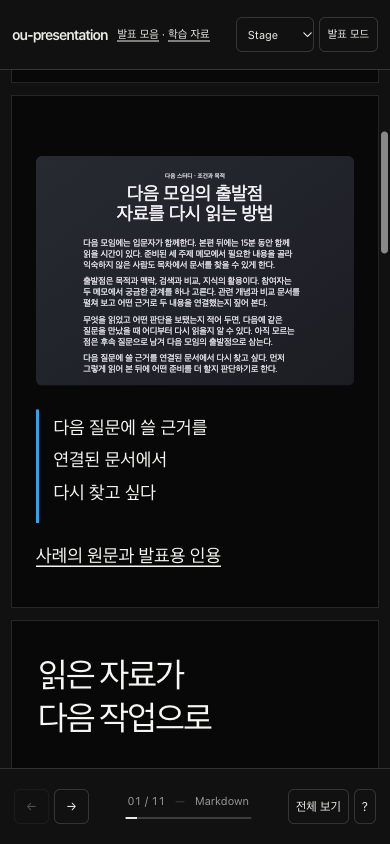 ou-presentation 발표 모음 · 학습 자료 Stage 발표 모드
다음 스터디 · 조건과 목적
다음 모임의 출발점
자료를 다시 읽는 방법
다음 모임에는 입문자가 함께한다. 본편 뒤에는 15분 동안 함께
읽을 시간이 있다. 준비된 세 주제 메모에서 필요한 내용을 골라
익숙하지 않은 사람도 목차에서 문서를 찾을 수 있게 한다.
출발점은 목적과 맥락, 검색과 비교, 지식의 활용이다. 참여자는
두 메모에서 궁금한 관계를 하나 고른다. 관련 개념과 비교 문서를
펼쳐 보고 어떤 근거로 두 내용을 연결했는지 짚어 본다.
무엇을 읽었고 어떤 판단을 보탰는지 적어 두면, 다음에 같은
질문을 만났을 때 어디부터 다시 읽을지 알 수 있다. 아직 모르는
점은 후속 질문으로 남겨 다음 모임의 출발점으로 삼는다.
다음 질문에 쓸 근거를 연결된 문서에서 다시 찾고 싶다. 먼저
그렇게 읽어 본 뒤에 어떤 준비를 더 할지 판단하기로 한다.
다음 질문에 쓸 근거를
연결된 문서에서
다시 찾고 싶다
사례의 원문과 발표용 인용
읽은 자료가
다음 작업으로
← → 01 / 11 — Markdown 전체 보기 ?